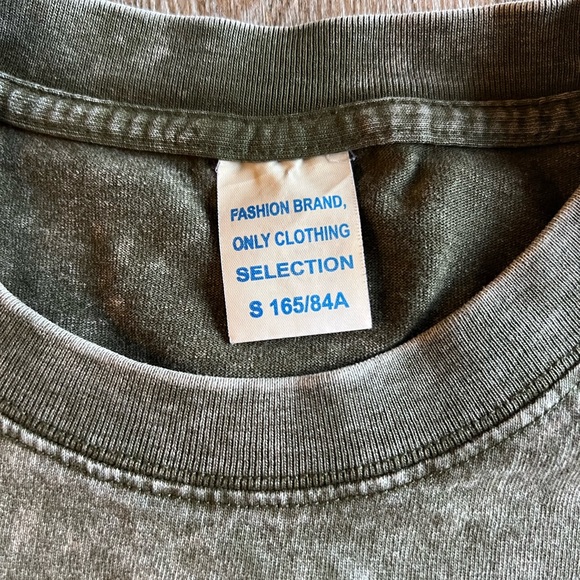 FASHION BRAND,
ONLY CLOTHING
SELECTION
S 165/84A